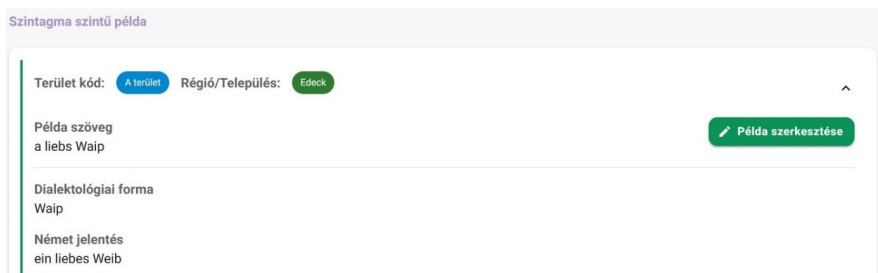 Szintagma szintű példa
Terület kód: A terület Régió/Település: Edeck
Példa szöveg
Példa szerkesztése
a liebs Waip
Dialektológiai forma
Waip
Német jelentés
ein liebes Weib